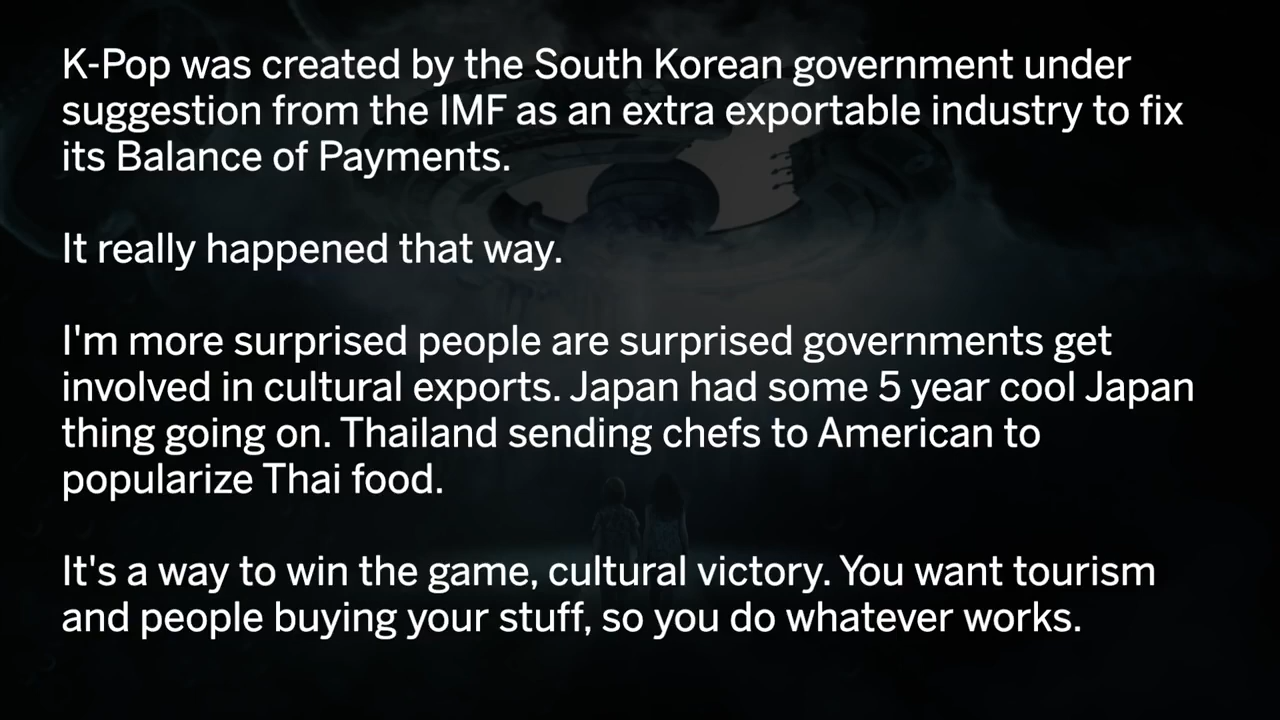 K-Pop was created by the South Korean government under
suggestion from the IMF as an extra exportable industry to fix
its Balance of Payments.
It really happened that way.
I'm more surprised people are surprised governments get
involved in cultural exports. Japan had some 5 year cool Japan
thing going on. Thailand sending chefs to American to
popularize Thai food.
It's a way to win the game, cultural victory. You want tourism
and people buying your stuff, so you do whatever works.